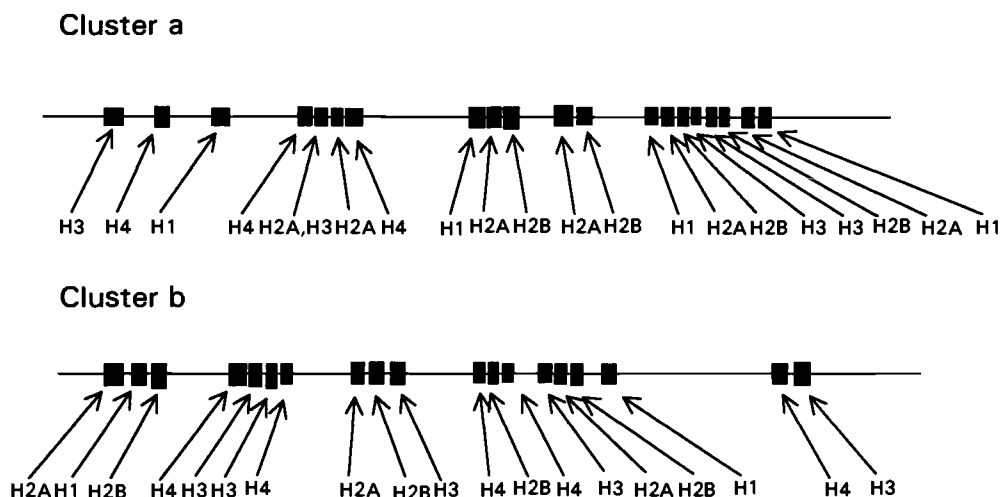 Cluster a
H3 H4 H1 H4 H2A,H3 H2A H4 H1 H2A H2B H2A H2B H1 H2A H2B H3 H3 H2B H2A H1
Cluster b
H2A H1 H2B H4 H3 H3 H4 H2A H2B H3 H4 H2B H4 H3 H2A H2B H1 H4 H3